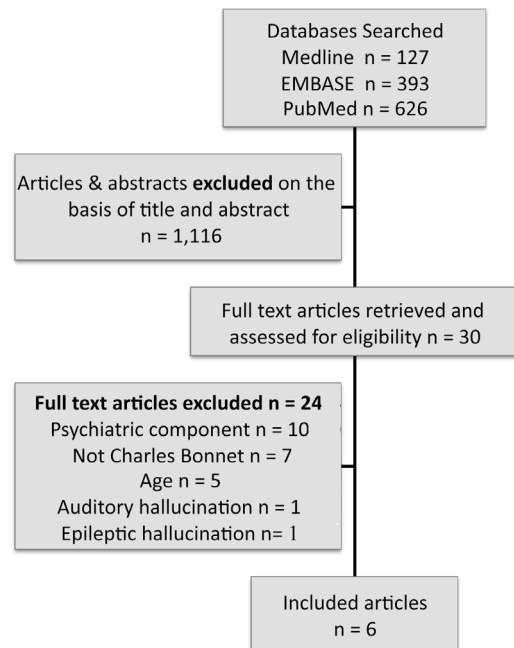 Databases Searched
Medline n = 127
EMBASE n = 393
PubMed n = 626
Articles & abstracts excluded on the
basis of title and abstract
n = 1,116
Full text articles retrieved and
assessed for eligibility n = 30
Full text articles excluded n = 24
Psychiatric component n = 10
Not Charles Bonnet n = 7
Age n = 5
Auditory hallucination n = 1
Epileptic hallucination n= 1
Included articles
n = 6